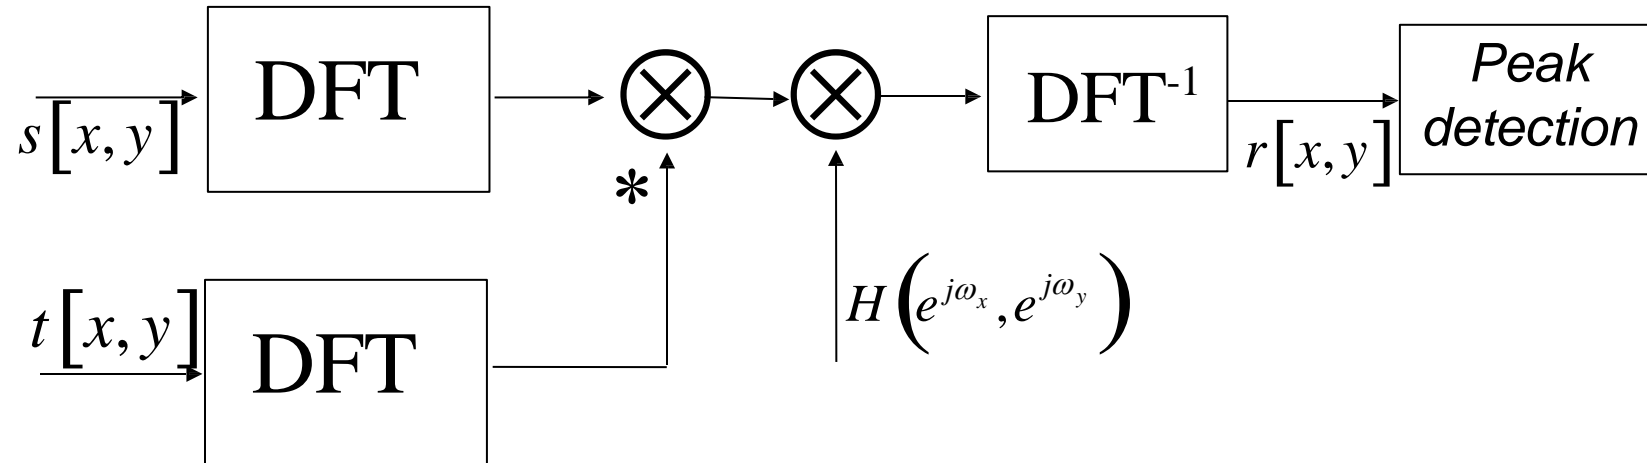 DFT
s[x, y]
*
DFT⁻¹
r[x, y]
Peak
detection
t[x, y]
DFT
H(e^{jω_x}, e^{jω_y})